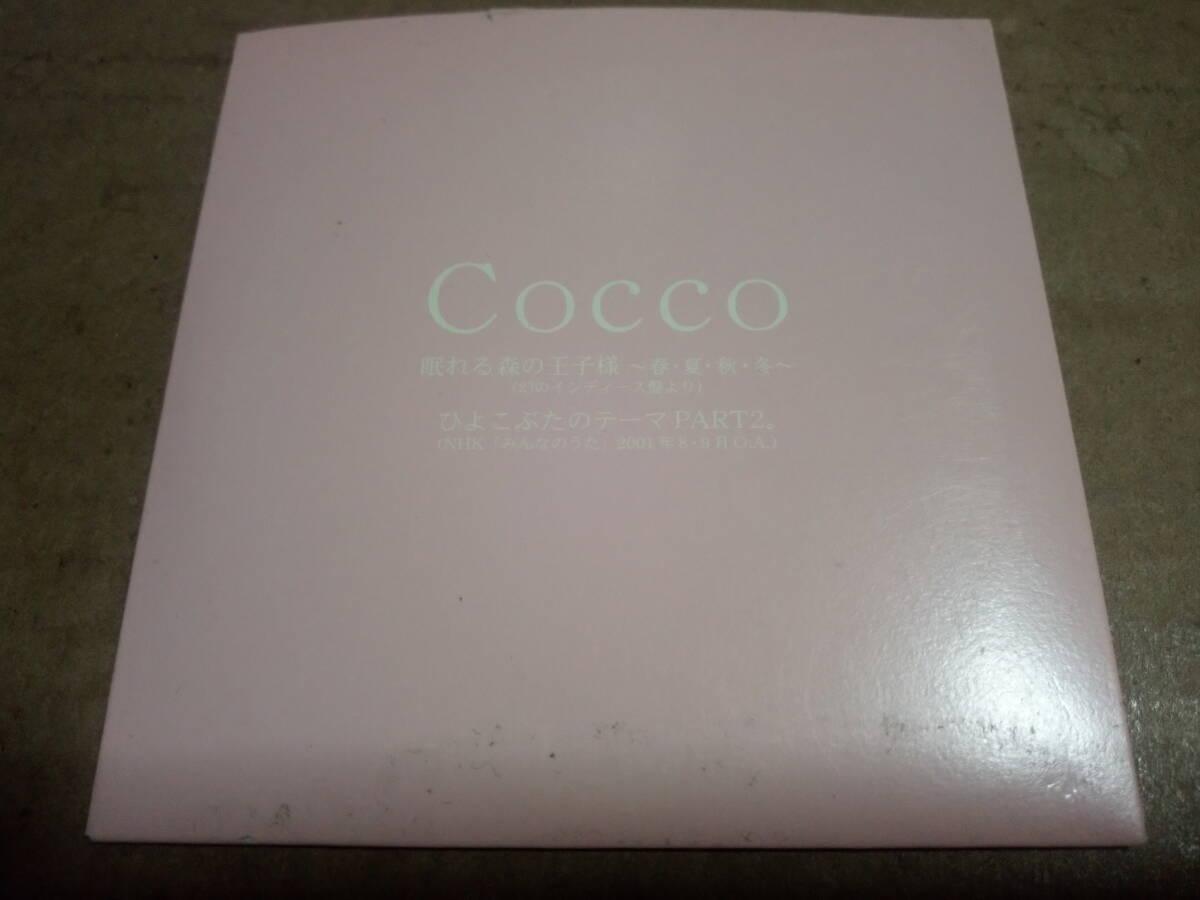 Cocco
眠れる森の王子様 ～春・夏・秋・冬～
(23のインディーズ盤より)
ひよこぶたのテーマPART2。
(NHK「みんなのうた」2001年8・9月O.A.)